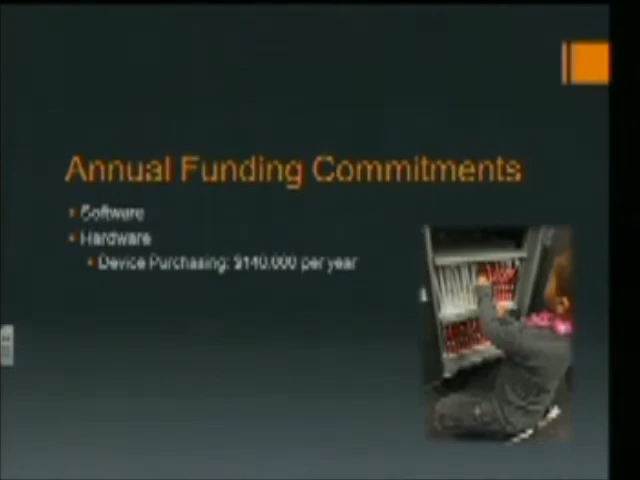 Annual Funding Commitments
Software
Hardware
Device Purchasing: $140,000 per year